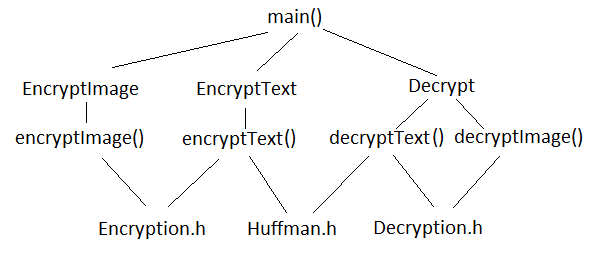 main()
EncryptImage EncryptText Decrypt
encryptImage() encryptText() decryptText() decryptImage()
Encryption.h Huffman.h Decryption.h